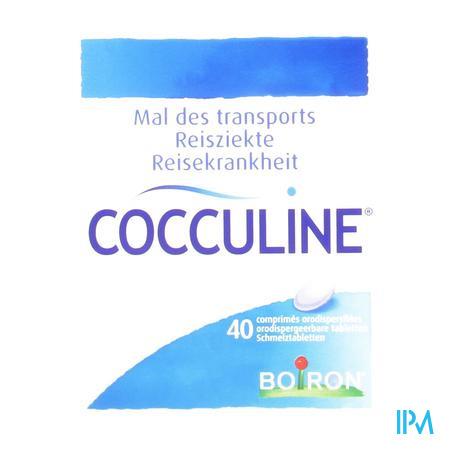 Mal des transports
Reisziekte
Reisekrankheit
COCCULINE®
40 comprimés orodispersibles
orodispergeerbare tabletten
Schmelztabletten
BOIRON®
IPM